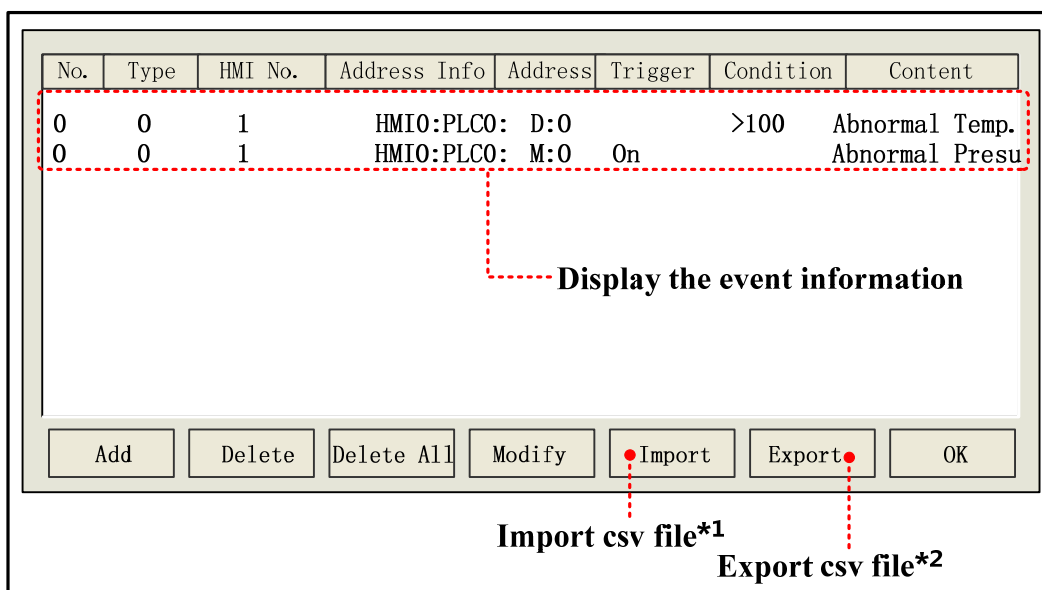 No. Type HMI No. Address Info Address Trigger Condition Content
0 0 1 HMI0:PLC0: D:0 >100 Abnormal Temp.
0 0 1 HMI0:PLC0: M:0 On Abnormal Presu
Display the event information
Add Delete Delete All Modify Import Export OK
Import csv file*1
Export csv file*2